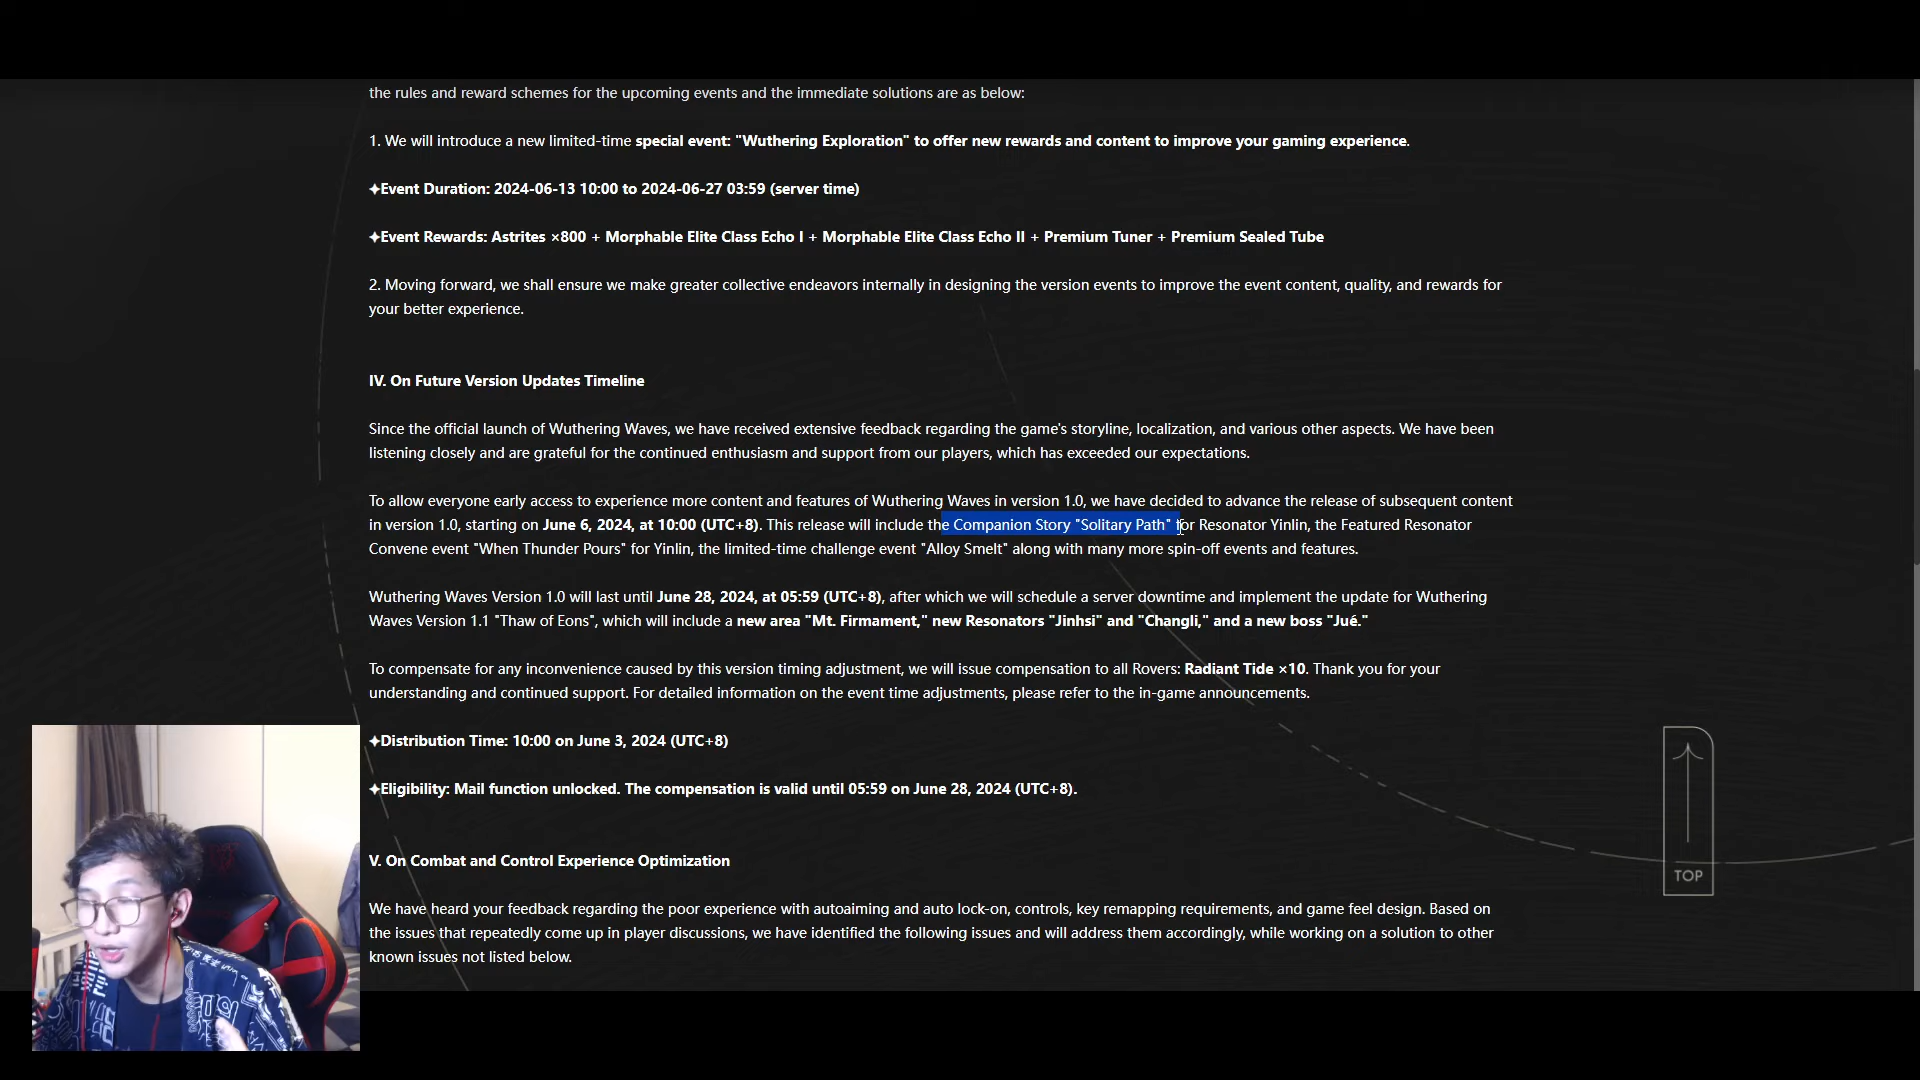 the rules and reward schemes for the upcoming events and the immediate solutions are as below:
1. We will introduce a new limited-time special event: "Wuthering Exploration" to offer new rewards and content to improve your gaming experience.
✦Event Duration: 2024-06-13 10:00 to 2024-06-27 03:59 (server time)
✦Event Rewards: Astrites ×800 + Morphable Elite Class Echo I + Morphable Elite Class Echo II + Premium Tuner + Premium Sealed Tube
2. Moving forward, we shall ensure we make greater collective endeavors internally in designing the version events to improve the event content, quality, and rewards for
your better experience.
IV. On Future Version Updates Timeline
Since the official launch of Wuthering Waves, we have received extensive feedback regarding the game's storyline, localization, and various other aspects. We have been
listening closely and are grateful for the continued enthusiasm and support from our players, which has exceeded our expectations.
To allow everyone early access to experience more content and features of Wuthering Waves in version 1.0, we have decided to advance the release of subsequent content
in version 1.0, starting on June 6, 2024, at 10:00 (UTC+8). This release will include the Companion Story "Solitary Path" for Resonator Yinlin, the Featured Resonator
Convene event "When Thunder Pours" for Yinlin, the limited-time challenge event "Alloy Smelt" along with many more spin-off events and features.
Wuthering Waves Version 1.0 will last until June 28, 2024, at 05:59 (UTC+8), after which we will schedule a server downtime and implement the update for Wuthering
Waves Version 1.1 "Thaw of Eons", which will include a new area "Mt. Firmament," new Resonators "Jinhsi" and "Changli," and a new boss "Jué."
To compensate for any inconvenience caused by this version timing adjustment, we will issue compensation to all Rovers: Radiant Tide ×10. Thank you for your
understanding and continued support. For detailed information on the event time adjustments, please refer to the in-game announcements.
✦Distribution Time: 10:00 on June 3, 2024 (UTC+8)
✦Eligibility: Mail function unlocked. The compensation is valid until 05:59 on June 28, 2024 (UTC+8).
V. On Combat and Control Experience Optimization
TOP
We have heard your feedback regarding the poor experience with autoaiming and auto lock-on, controls, key remapping requirements, and game feel design. Based on
the issues that repeatedly come up in player discussions, we have identified the following issues and will address them accordingly, while working on a solution to other
known issues not listed below.